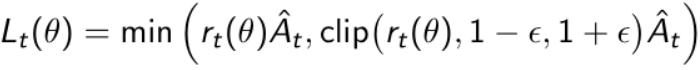 L_t(θ) = min ( r_t(θ)Â_t, clip(r_t(θ), 1 − ϵ, 1 + ϵ)Â_t )